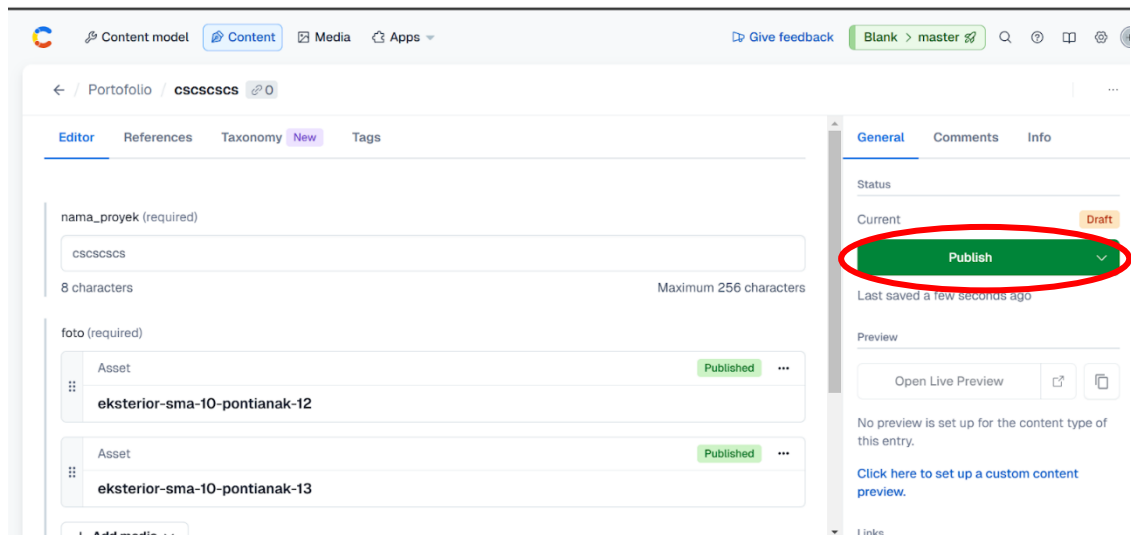 Content model Content Media Apps Give feedback Blank > master
Portofolio / cscscscs 0
Editor References Taxonomy New Tags
General Comments Info
nama_proyek (required)
cscscscs
8 characters Maximum 256 characters
foto (required)
Asset Published
eksterior-sma-10-pontianak-12
Asset Published
eksterior-sma-10-pontianak-13
+ Add media
Status
Current Draft
Publish
Last saved a few seconds ago
Preview
Open Live Preview
No preview is set up for the content type of
this entry.
Click here to set up a custom content
preview.
Links